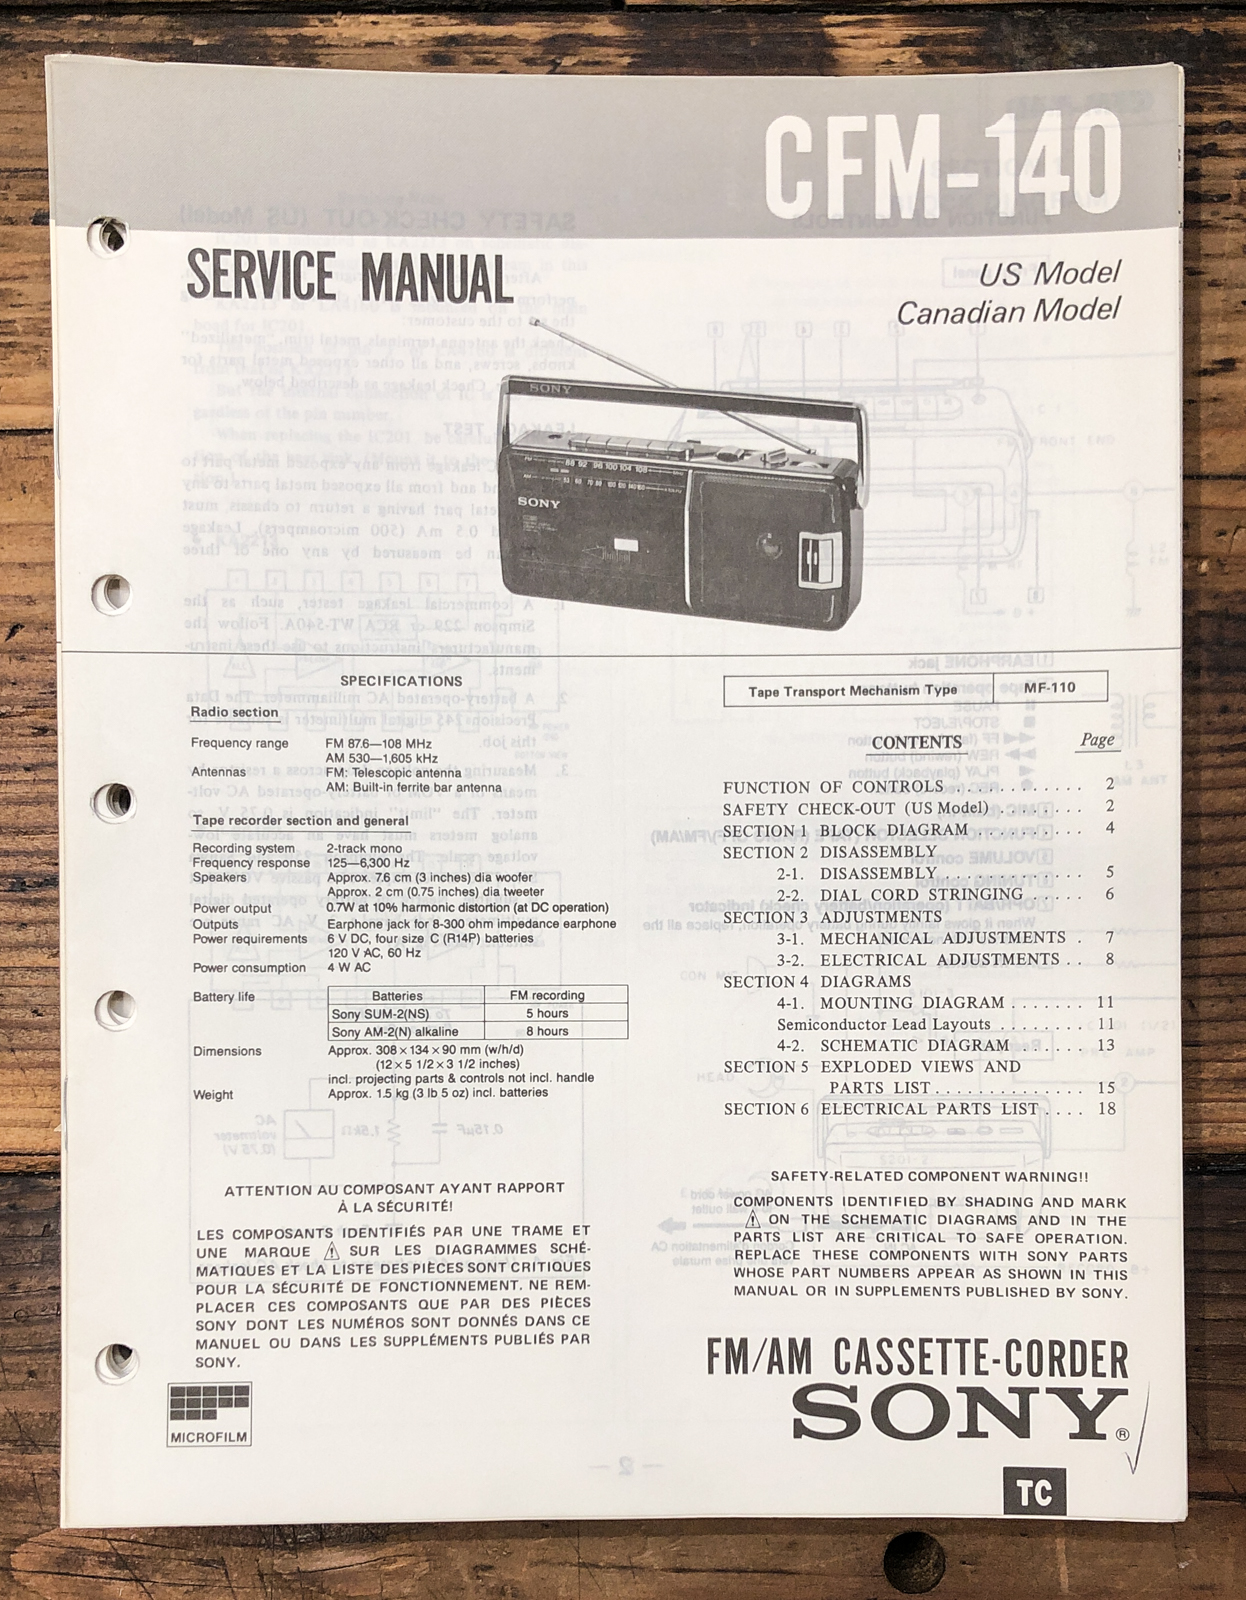 CFM-140
SERVICE MANUAL
US Model
Canadian Model
SONY
FM 88 92 96 100 104 108
SONY
SPECIFICATIONS
Radio section
Frequency range FM 87.6—108 MHz
AM 530—1,605 kHz
Antennas FM: Telescopic antenna
AM: Built-in ferrite bar antenna
Tape recorder section and general
Recording system 2-track mono
Frequency response 125—6,300 Hz
Speakers Approx. 7.6 cm (3 inches) dia woofer
Approx. 2 cm (0.75 inches) dia tweeter
Power output 0.7W at 10% harmonic distortion (at DC operation)
Outputs Earphone jack for 8-300 ohm impedance earphone
Power requirements 6 V DC, four size C (R14P) batteries
120 V AC, 60 Hz
Power consumption 4 W AC
Battery life Batteries FM recording
Sony SUM-2(NS) 5 hours
Sony AM-2(N) alkaline 8 hours
Dimensions Approx. 308 × 134 × 90 mm (w/h/d)
(12 × 5 1/2 × 3 1/2 inches)
incl. projecting parts & controls not incl. handle
Weight Approx. 1.5 kg (3 lb 5 oz) incl. batteries
ATTENTION AU COMPOSANT AYANT RAPPORT
À LA SÉCURITÉ!
LES COMPOSANTS IDENTIFIÉS PAR UNE TRAME ET
UNE MARQUE ⚠ SUR LES DIAGRAMMES SCHÉ-
MATIQUES ET LA LISTE DES PIÈCES SONT CRITIQUES
POUR LA SÉCURITÉ DE FONCTIONNEMENT. NE REM-
PLACER CES COMPOSANTS QUE PAR DES PIÈCES
SONY DONT LES NUMÉROS SONT DONNÉS DANS CE
MANUEL OU DANS LES SUPPLÉMENTS PUBLIÉS PAR
SONY.
MICROFILM
Tape Transport Mechanism Type MF-110
CONTENTS Page
FUNCTION OF CONTROLS . . . . . . . . . . . . 2
SAFETY CHECK-OUT (US Model) . . . . . . . . 2
SECTION 1 BLOCK DIAGRAM . . . . . . . . . . 4
SECTION 2 DISASSEMBLY
2-1. DISASSEMBLY . . . . . . . . . . . . . 5
2-2. DIAL CORD STRINGING . . . . . . 6
SECTION 3 ADJUSTMENTS
3-1. MECHANICAL ADJUSTMENTS . 7
3-2. ELECTRICAL ADJUSTMENTS . . 8
SECTION 4 DIAGRAMS
4-1. MOUNTING DIAGRAM . . . . . . . 11
Semiconductor Lead Layouts . . . . . . . . 11
4-2. SCHEMATIC DIAGRAM . . . . . . 13
SECTION 5 EXPLODED VIEWS AND
PARTS LIST . . . . . . . . . . . . . 15
SECTION 6 ELECTRICAL PARTS LIST . . . . 18
SAFETY-RELATED COMPONENT WARNING!!
COMPONENTS IDENTIFIED BY SHADING AND MARK
⚠ ON THE SCHEMATIC DIAGRAMS AND IN THE
PARTS LIST ARE CRITICAL TO SAFE OPERATION.
REPLACE THESE COMPONENTS WITH SONY PARTS
WHOSE PART NUMBERS APPEAR AS SHOWN IN THIS
MANUAL OR IN SUPPLEMENTS PUBLISHED BY SONY.
FM/AM CASSETTE-CORDER
SONY®
TC